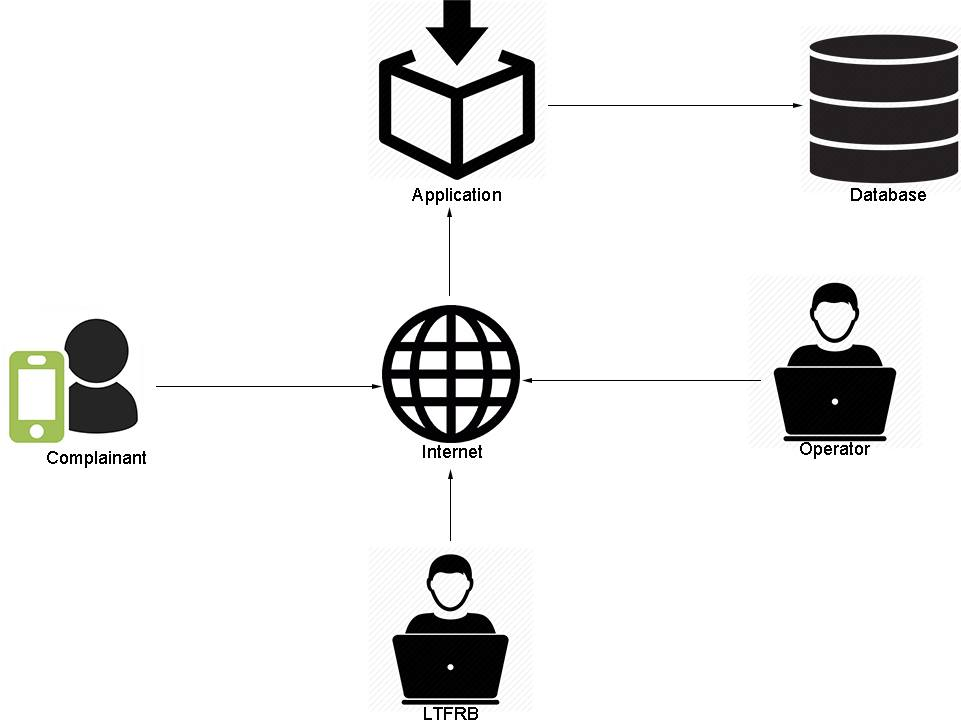 Application
Database
Complainant
Internet
Operator
LTFRB